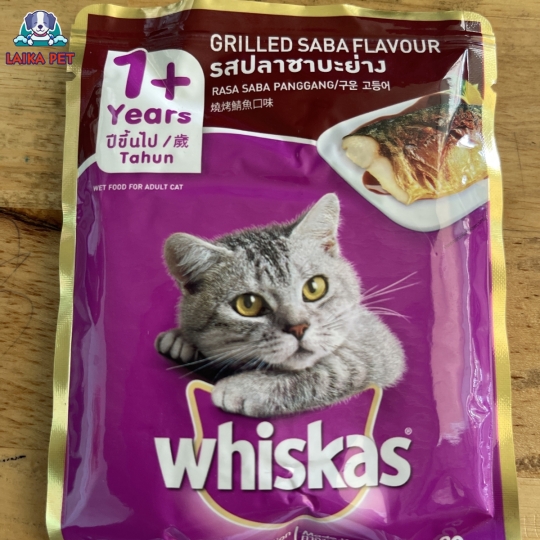 LAIKA PET
1+
Years
ปีขึ้นไป / 歲
Tahun
WET FOOD FOR ADULT CAT
GRILLED SABA FLAVOUR
รสปลาซาบะย่าง
RASA SABA PANGGANG/구운 고등어
燒烤鯖魚口味
whiskas®